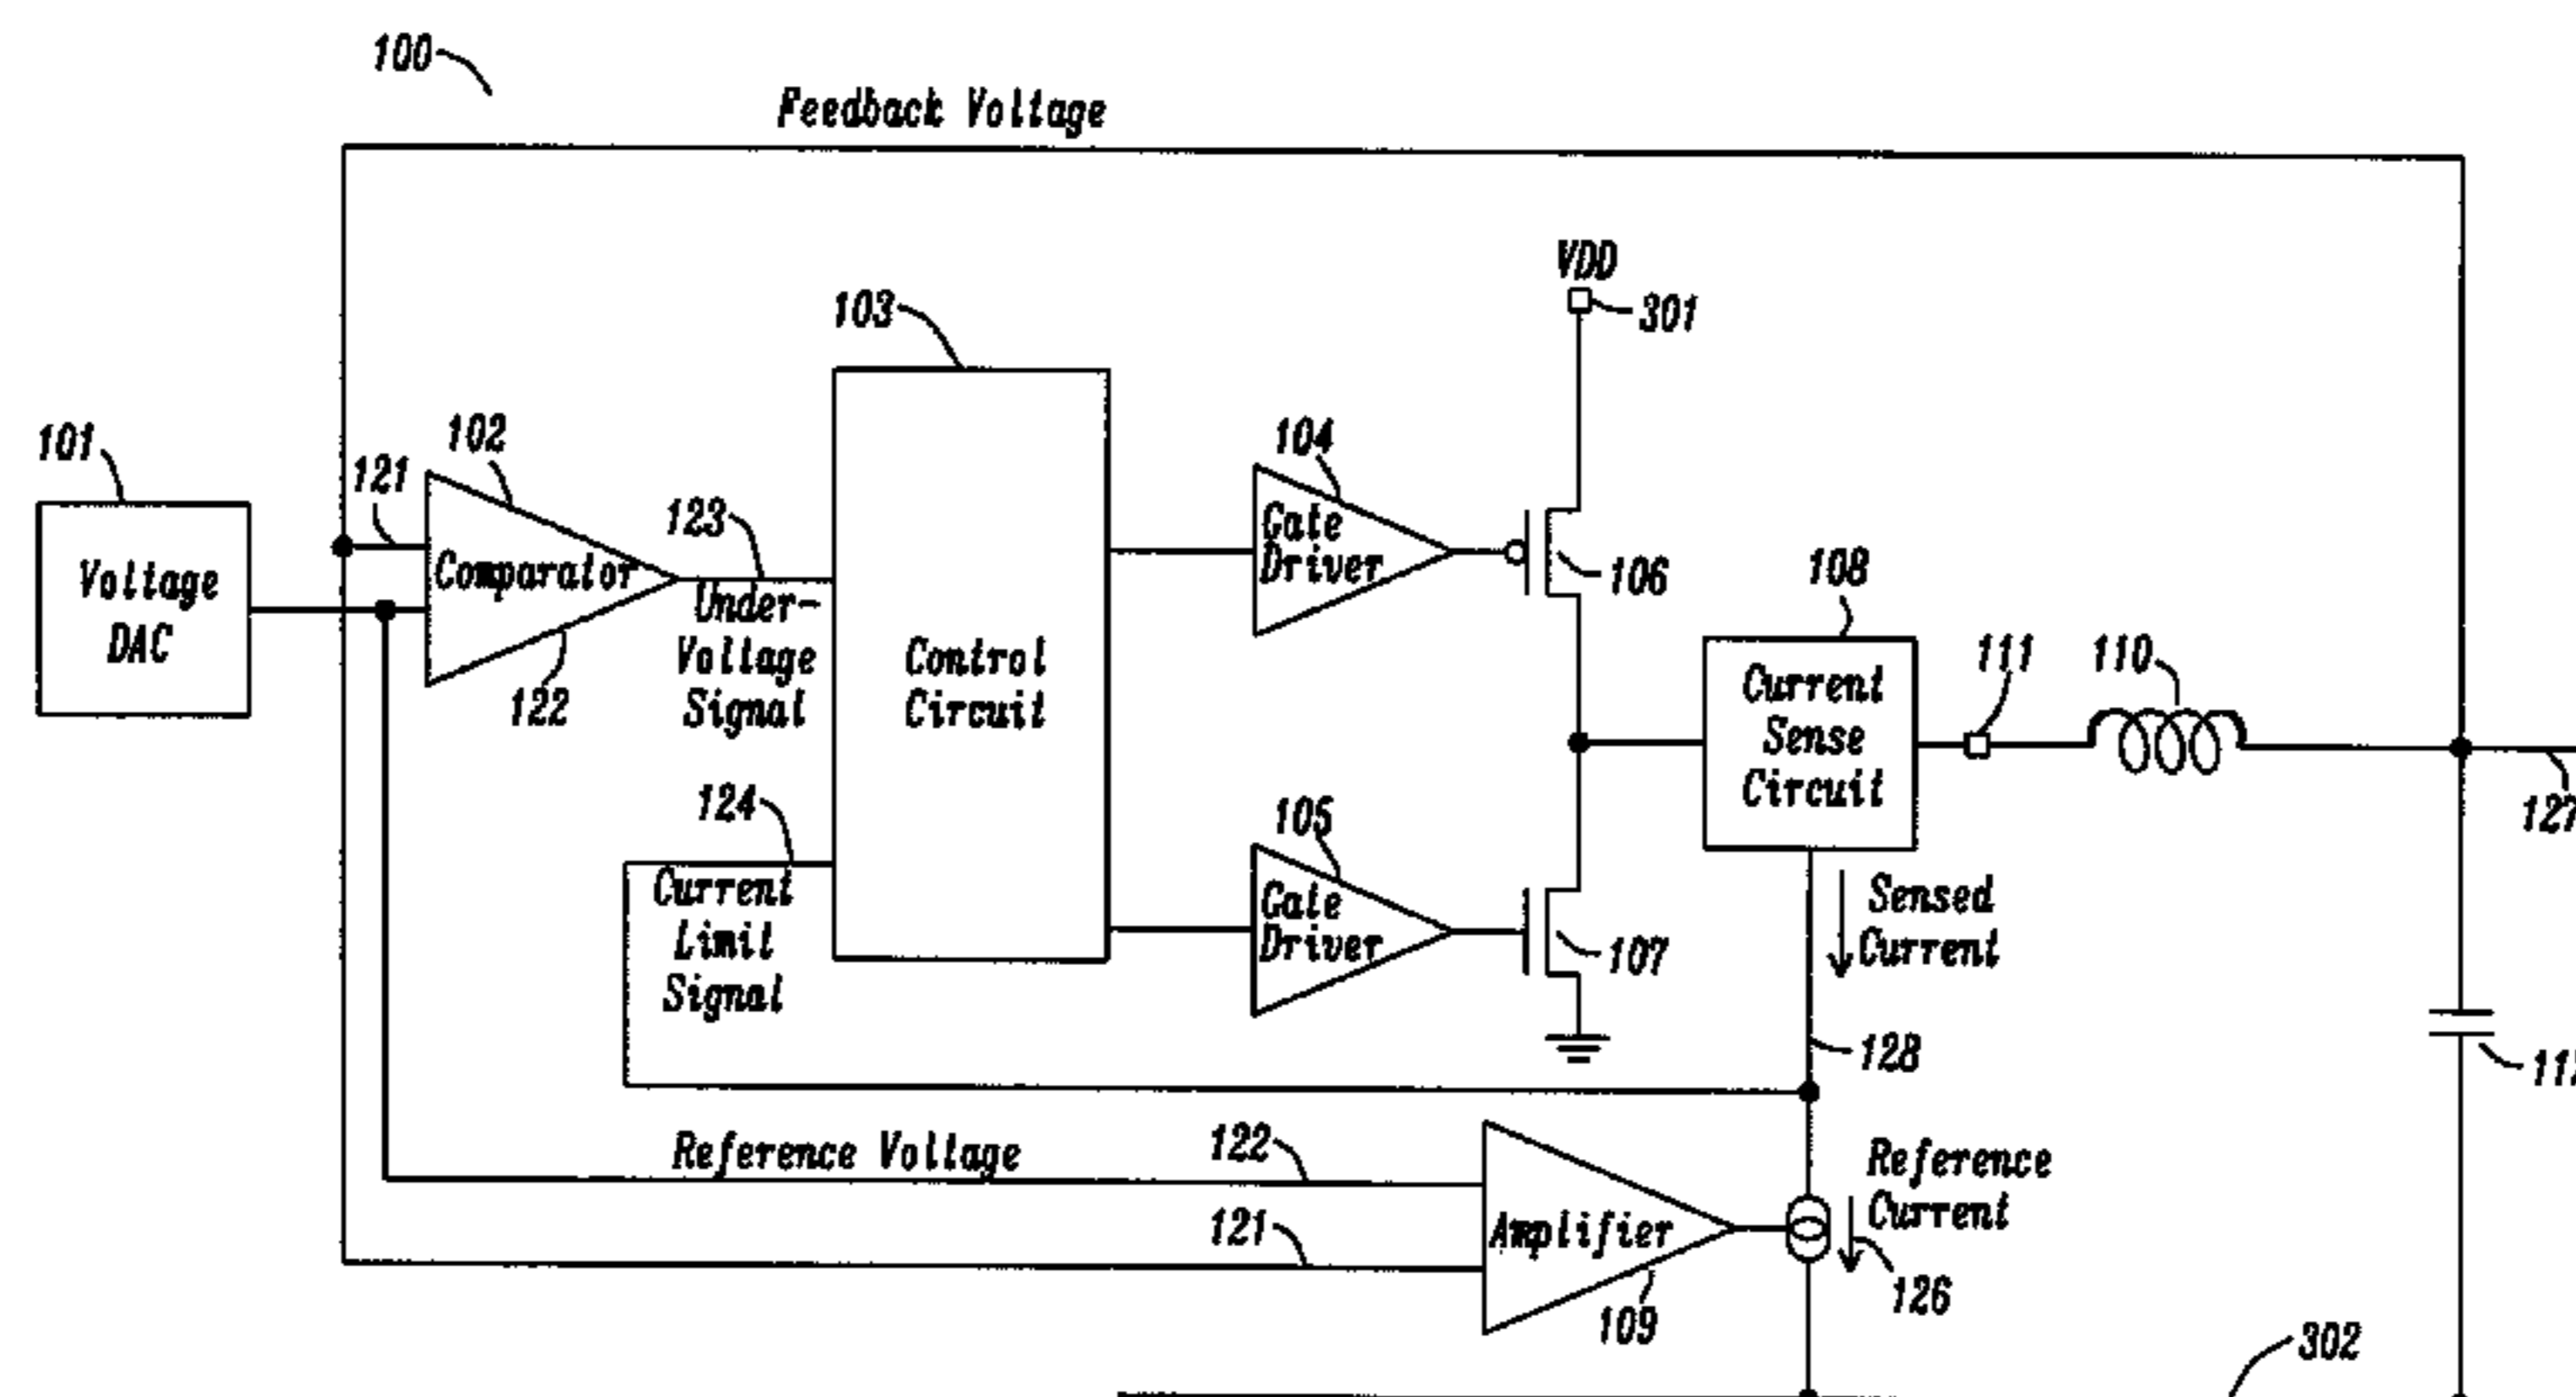 100
Feedback Voltage
VDD
301
103
101
102
121
104
123
Voltage
DAC
Comparator
122
Under-
Voltage
Signal
Control
Circuit
Gate
Driver
106
108
Current
Sense
Circuit
111
110
127
124
Current
Limit
Signal
105
Gate
Driver
107
Sensed
Current
128
Reference Voltage
122
121
Amplifier
109
Reference
Current
126
302